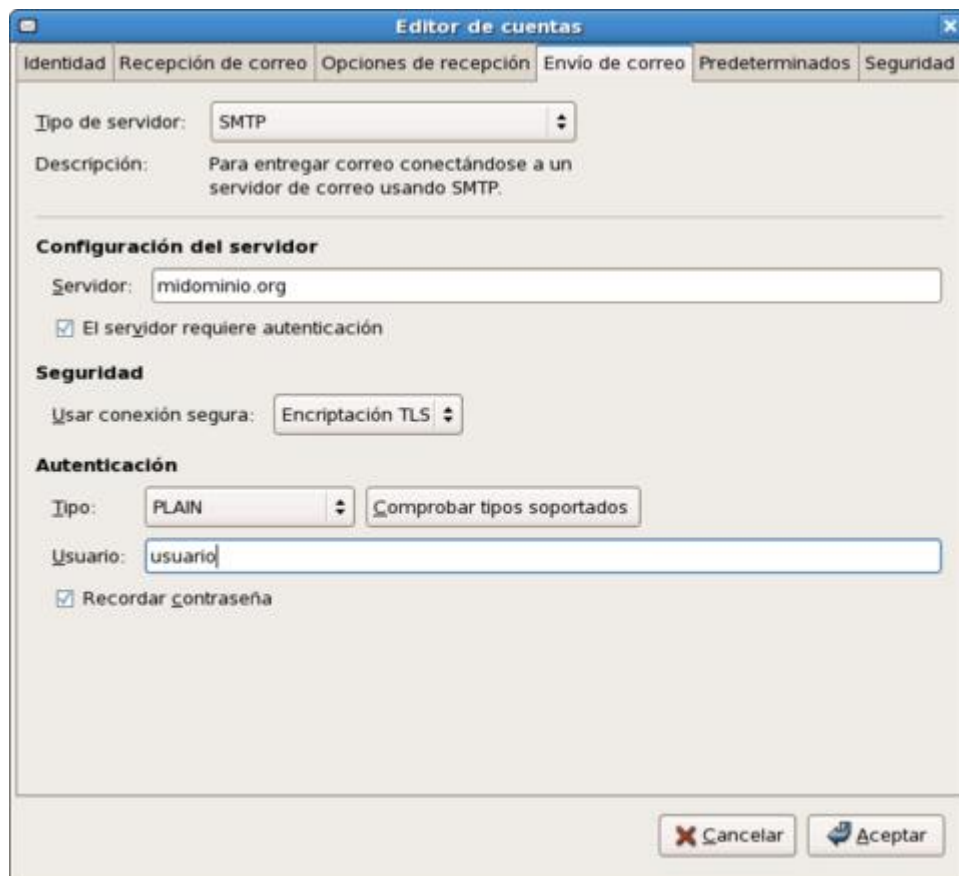 Editor de cuentas
Identidad Recepción de correo Opciones de recepción Envío de correo Predeterminados Seguridad
Tipo de servidor: SMTP
Descripción: Para entregar correo conectándose a un
servidor de correo usando SMTP.
Configuración del servidor
Servidor: midominio.org
El servidor requiere autenticación
Seguridad
Usar conexión segura: Encriptación TLS
Autenticación
Tipo: PLAIN Comprobar tipos soportados
Usuario: usuario
Recordar contraseña
Cancelar Aceptar